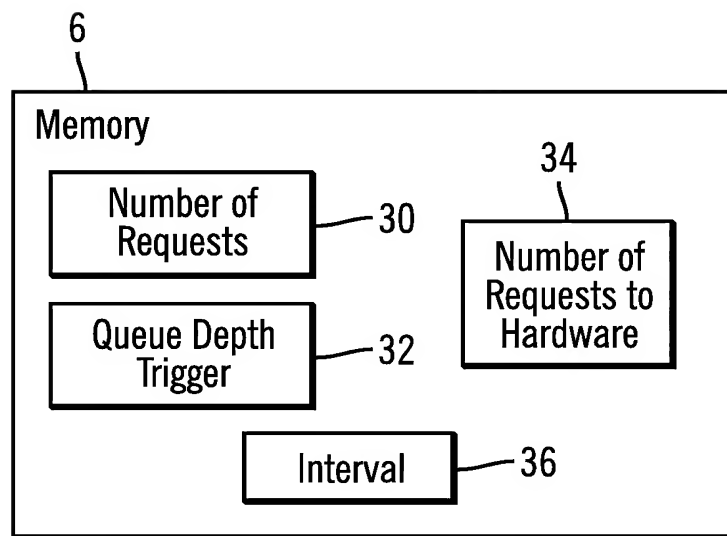 6
Memory
Number of
Requests
30
34
Number of
Requests to
Hardware
Queue Depth
Trigger
32
Interval
36